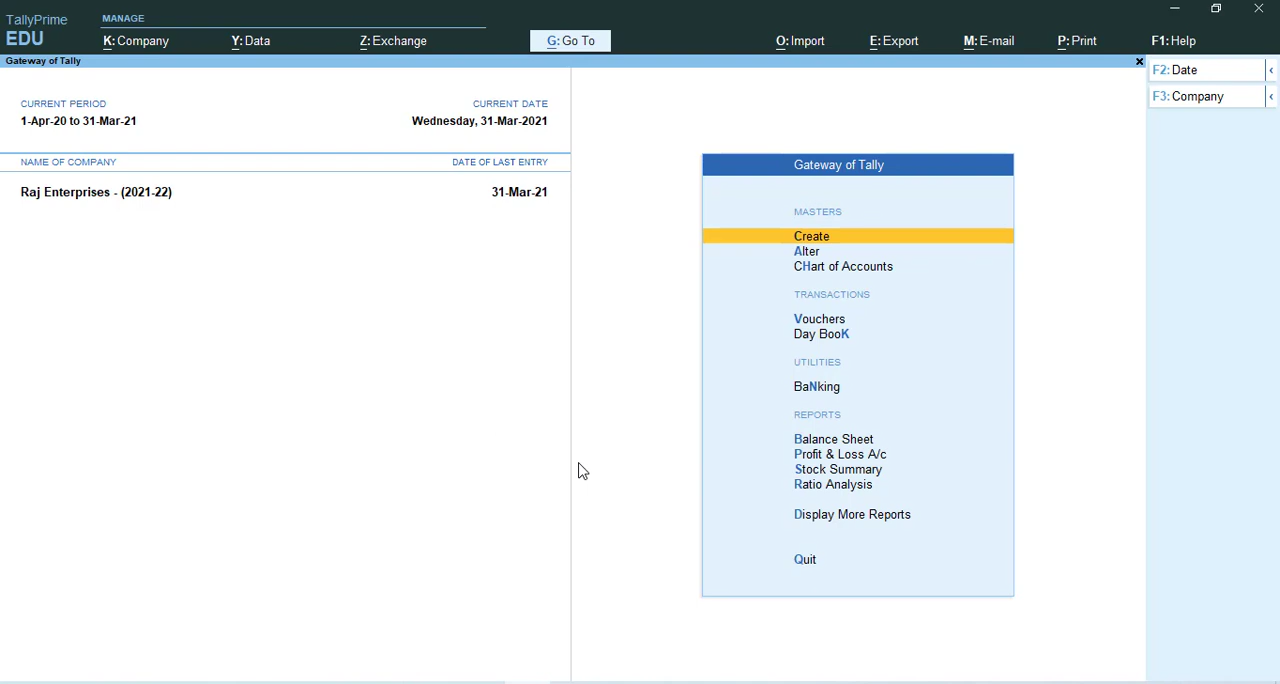 TallyPrime
EDU
MANAGE
K: Company
Y: Data
Z: Exchange
G: Go To
O: Import
E: Export
M: E-mail
P: Print
F1: Help
Gateway of Tally
F2: Date
F3: Company
CURRENT PERIOD
CURRENT DATE
1-Apr-20 to 31-Mar-21
Wednesday, 31-Mar-2021
NAME OF COMPANY
DATE OF LAST ENTRY
Raj Enterprises - (2021-22)
31-Mar-21
Gateway of Tally
MASTERS
Create
Alter
CHart of Accounts
TRANSACTIONS
Vouchers
Day BooK
UTILITIES
BaNking
REPORTS
Balance Sheet
Profit & Loss A/c
Stock Summary
Ratio Analysis
Display More Reports
Quit